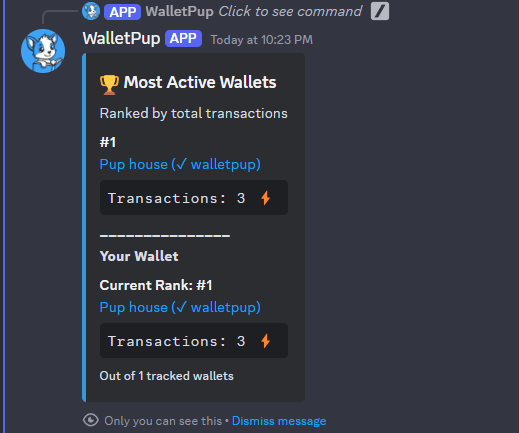 APP WalletPup Click to see command
WalletPup APP Today at 10:23 PM
🏆 Most Active Wallets
Ranked by total transactions
#1
Pup house (✓ walletpup)
Transactions: 3 ⚡
_______________
Your Wallet
Current Rank: #1
Pup house (✓ walletpup)
Transactions: 3 ⚡
Out of 1 tracked wallets
Only you can see this • Dismiss message